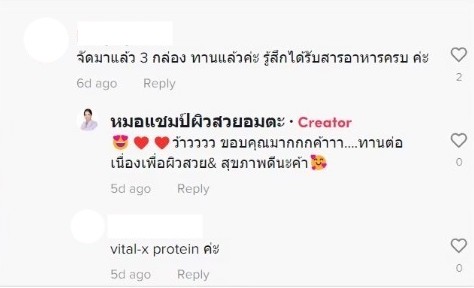 จัดมาแล้ว 3 กล่อง ทานแล้วค่ะ รู้สึกได้รับสารอาหารครบ ค่ะ
2
6d ago Reply
หมอแชมป์ผิวสวยอมตะ · Creator
😍❤️❤️ว้าววววว ขอบคุณมากกกค้าาา....ทานต่อ
เนื่องเพื่อผิวสวย& สุขภาพดีนะค้า🥰
0
5d ago Reply
vital-x protein ค่ะ
0
5d ago Reply